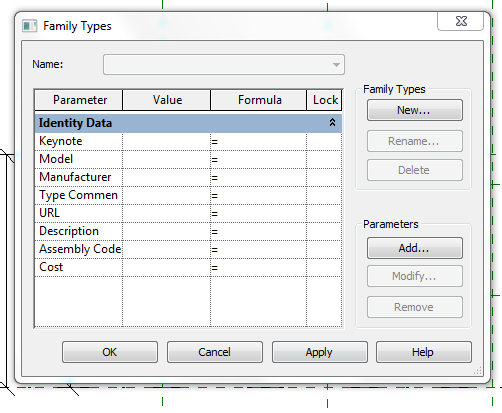 Family Types
Name:
Parameter Value Formula Lock
Identity Data
Keynote =
Model =
Manufacturer =
Type Commen =
URL =
Description =
Assembly Code =
Cost =
Family Types
New...
Rename...
Delete
Parameters
Add...
Modify...
Remove
OK Cancel Apply Help